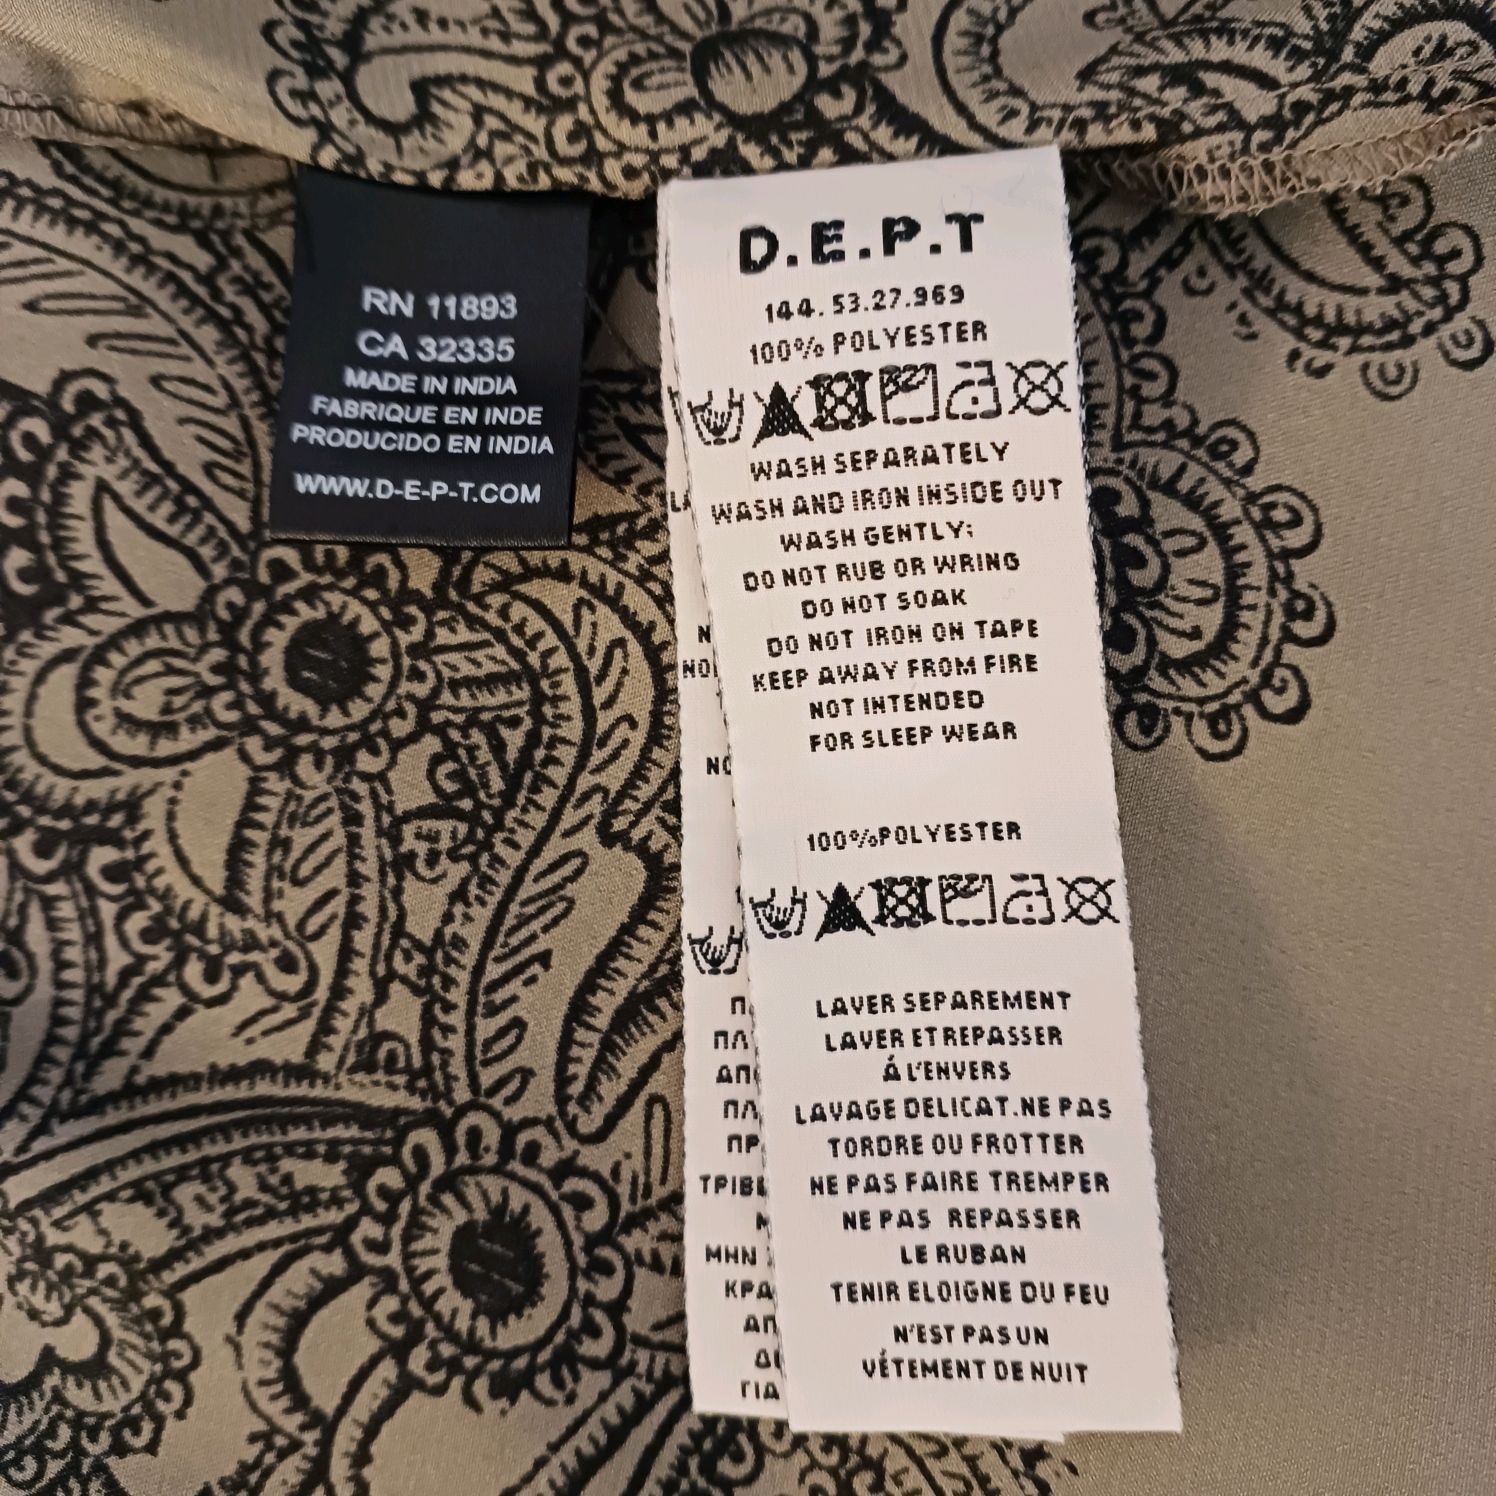 RN 11893
CA 32335
MADE IN INDIA
FABRIQUE EN INDE
PRODUCIDO EN INDIA
WWW.D-E-P-T.COM
D.E.P.T
144.53.27.969
100% POLYESTER
WASH SEPARATELY
WASH AND IRON INSIDE OUT
WASH GENTLY;
DO NOT RUB OR WRING
DO NOT SOAK
DO NOT IRON ON TAPE
KEEP AWAY FROM FIRE
NOT INTENDED
FOR SLEEP WEAR
100%POLYESTER
LAVER SEPAREMENT
LAVER ET REPASSER
Á L'ENVERS
LAVAGE DELICAT.NE PAS
TORDRE OU FROTTER
NE PAS FAIRE TREMPER
NE PAS REPASSER
LE RUBAN
TENIR ELOIGNE DU FEU
N'EST PAS UN
VÉTEMENT DE NUIT